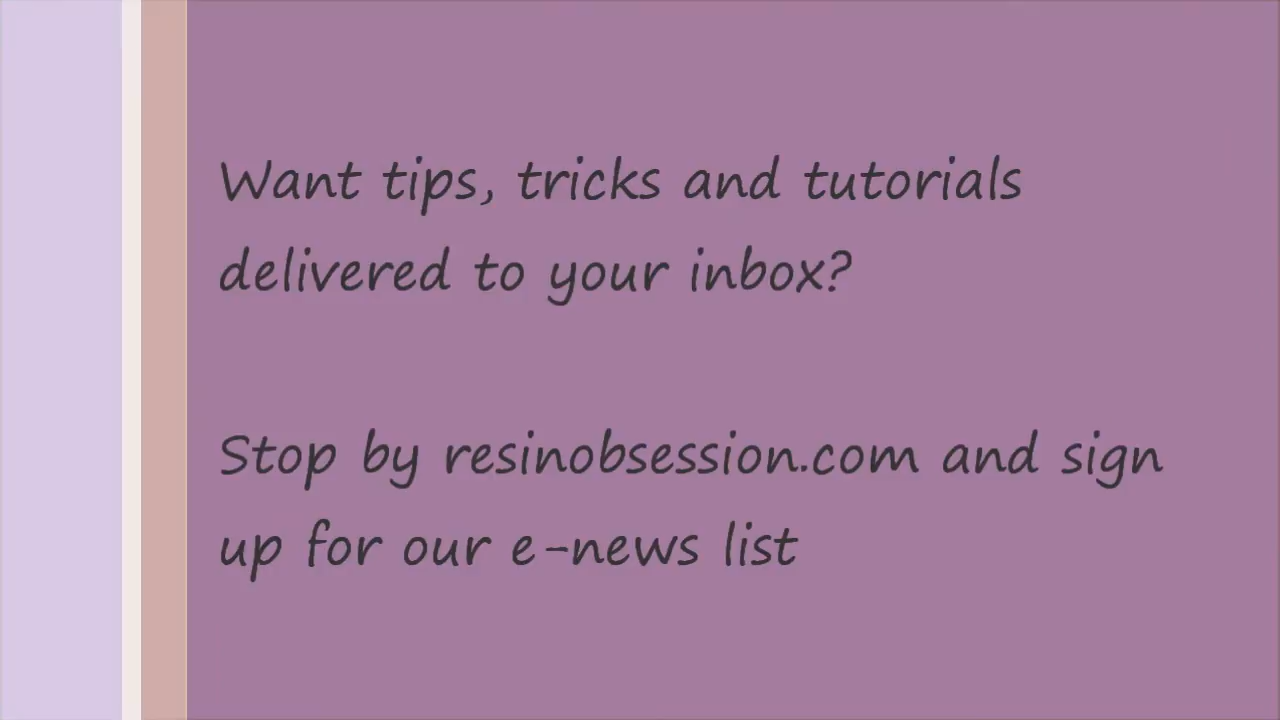 Want tips, tricks and tutorials
delivered to your inbox?
Stop by resinobsession.com and sign
up for our e-news list